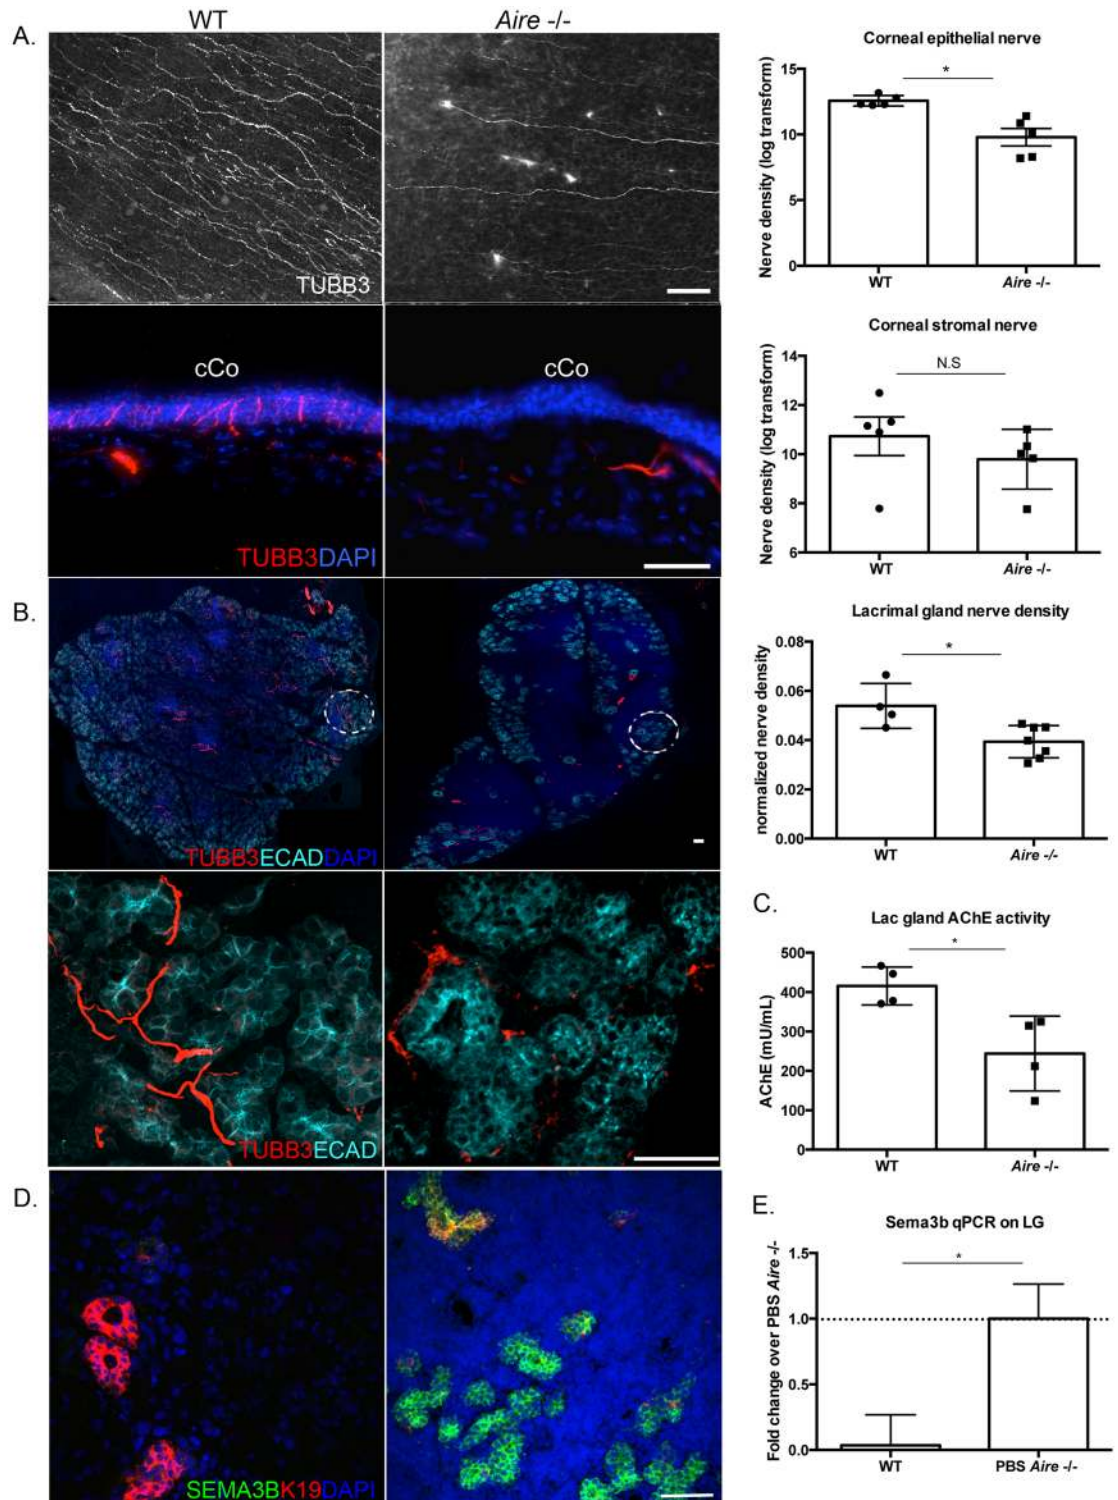 WT
Aire -/-
A.
TUBB3
Corneal epithelial nerve
Nerve density (log transform)
15
10
5
0
*
WT
Aire -/-
cCo
cCo
TUBB3DAPI
Corneal stromal nerve
Nerve density (log transform)
14
12
10
8
6
N.S
WT
Aire -/-
B.
TUBB3ECADDAPI
Lacrimal gland nerve density
normalized nerve density
0.08
0.06
0.04
0.02
0.00
*
WT
Aire -/-
TUBB3ECAD
C.
Lac gland AChE activity
AChE (mU/mL)
500
400
300
200
100
0
*
WT
Aire -/-
D.
SEMA3BK19DAPI
E.
Sema3b qPCR on LG
Fold change over PBS Aire -/-
1.5
1.0
0.5
0.0
*
WT
PBS Aire -/-